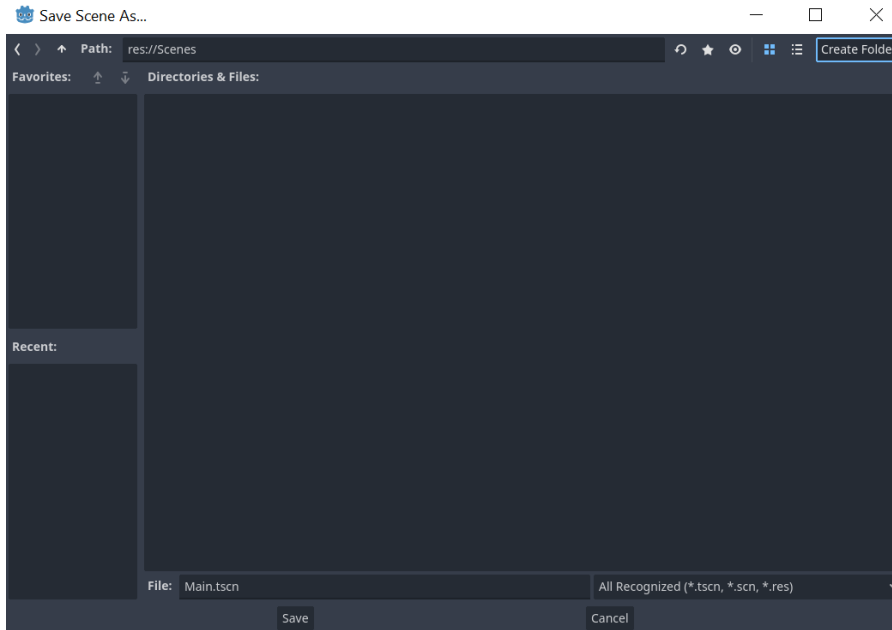 Save Scene As...
Path: res://Scenes Create Folde
Favorites: Directories & Files:
Recent:
File: Main.tscn All Recognized (*.tscn, *.scn, *.res)
Save Cancel